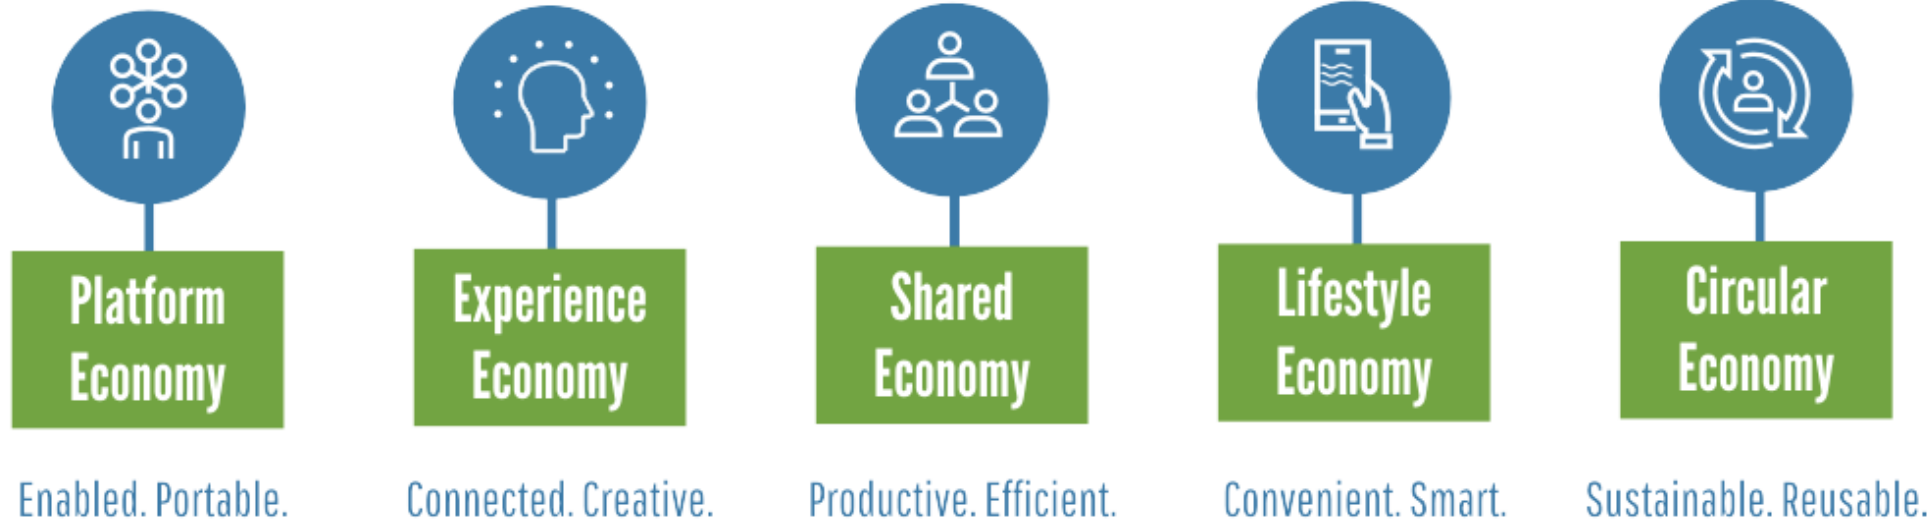 Platform
Economy
Enabled. Portable.
Experience
Economy
Connected. Creative.
Shared
Economy
Productive. Efficient.
Lifestyle
Economy
Convenient. Smart.
Circular
Economy
Sustainable. Reusable.